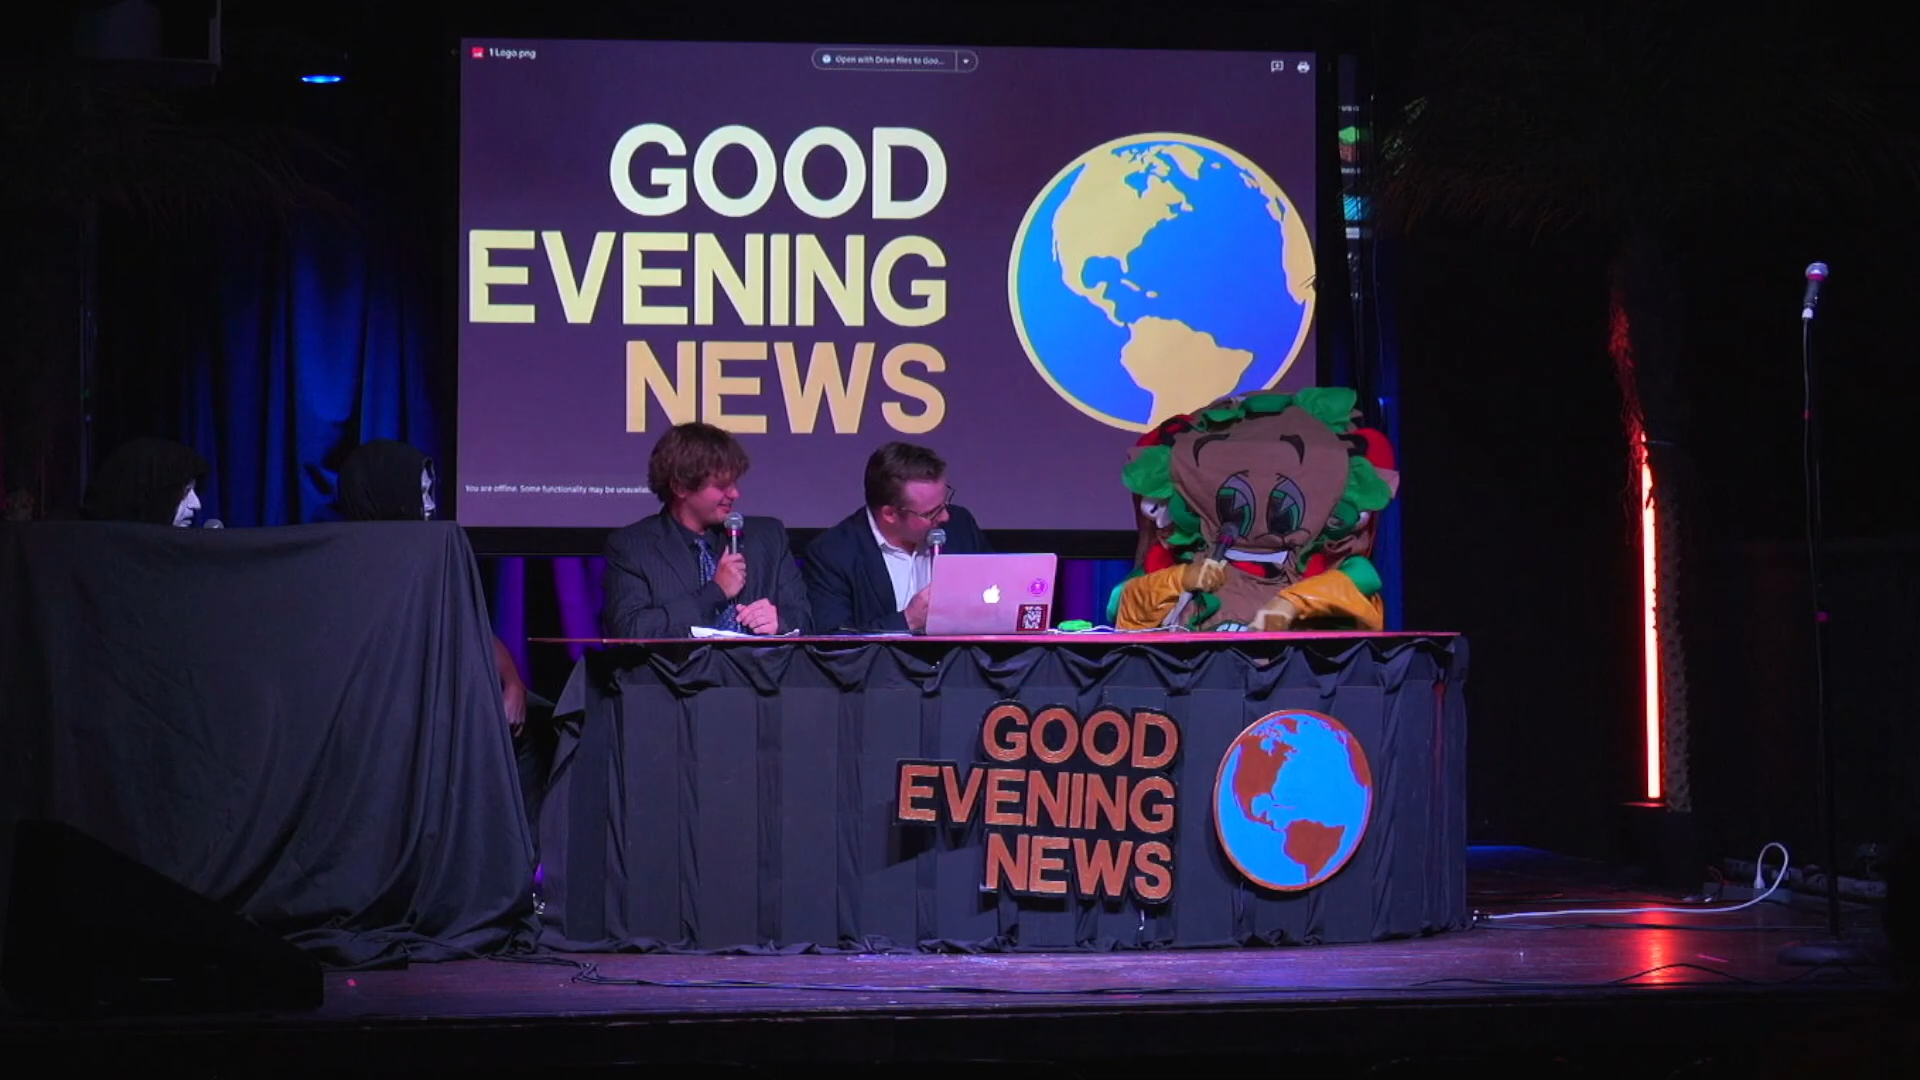 1 Logo.png
Open with Drive files to Goo...
GOOD
EVENING
NEWS
You are offline. Some functionality may be unavailab
GOOD
EVENING
NEWS